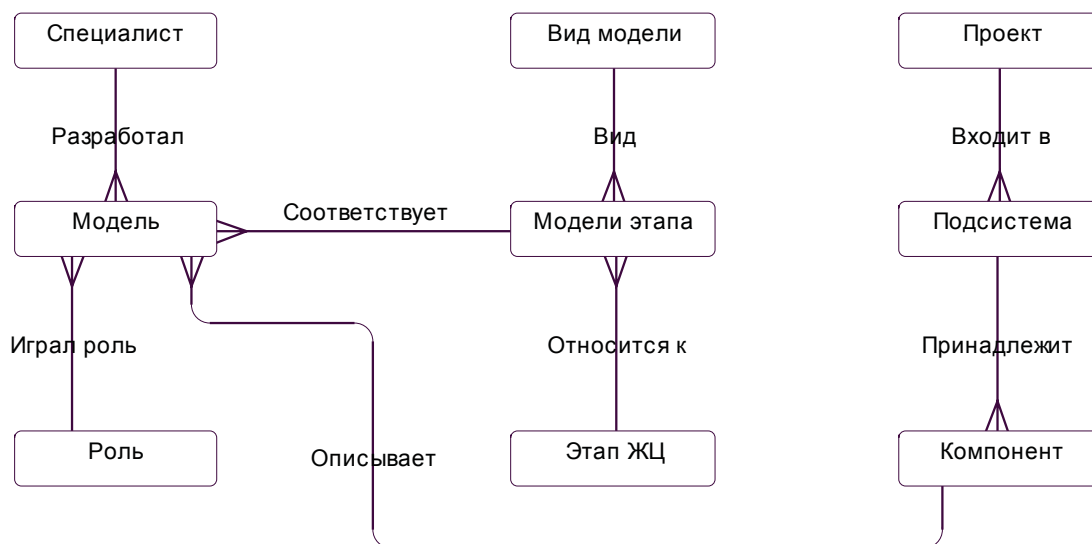 Специалист
Вид модели
Проект
Разработал
Вид
Входит в
Модель
Соответствует
Модели этапа
Подсистема
Играл роль
Относится к
Принадлежит
Роль
Описывает
Этап ЖЦ
Компонент